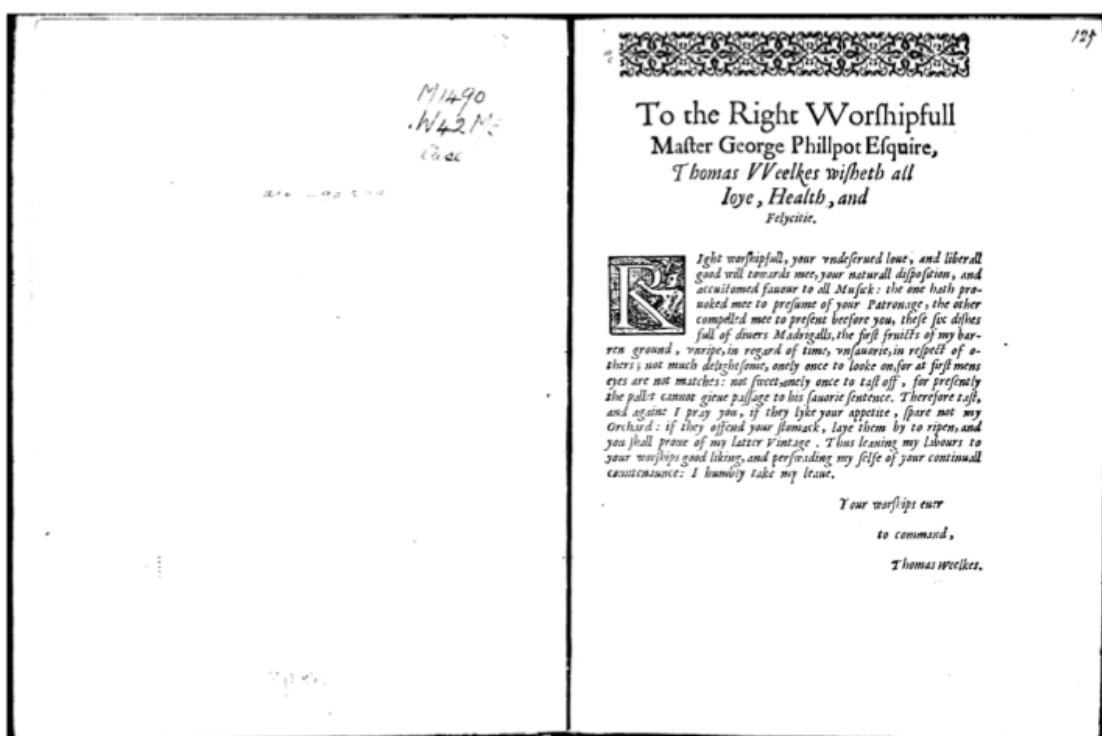 M1490
.W42
125
To the Right Worſhipfull
Maſter George Phillpot Eſquire,
Thomas VVeelkes wiſheth all
Ioye, Health, and
Felycitie.
RIght worſhipfull, your vndeſerued loue, and liberall
good will towards mee, your naturall diſpoſition, and
accuſtomed fauour to all Muſick: the one hath pro-
uoked mee to preſume of your Patronage, the other
compelled mee to preſent beefore you, theſe ſix diſhes
full of diuers Madrigalls, the firſt fruicts of my bar-
ren ground, vnripe, in regard of time, vnſauorie, in reſpect of o-
thers; not much delightſome, onely once to looke on, for at firſt mens
eyes are not matches: not ſweet, onely once to taſt off, for preſently
the pallet cannot gieue paſſage to his ſauorie ſentence. Therefore taſt,
and againe I pray you, if they lyke your appetite, ſpare not my
Orchard: if they offend your ſtomack, laye them by to ripen, and
you ſhall proue of my latter Vintage. Thus leauing my labours to
your worſhips good liking, and perſwading my ſelfe of your continuall
countenaunce: I humbly take my leaue.
Your worſhips euer
to command,
Thomas weelkes.